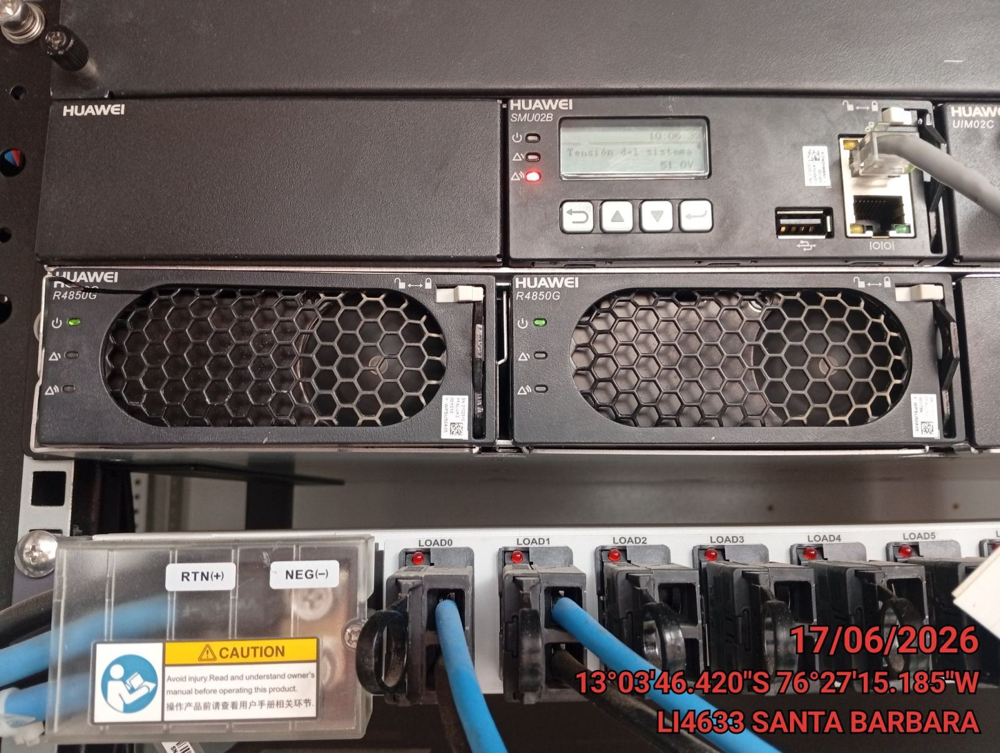 HUAWEI
HUAWEI
SMU02B
Tensión del sistema
51.0V
HUAWEI
UIM02C
HUAWEI
R4850G
HUAWEI
R4850G
LOAD0
LOAD1
LOAD2
LOAD3
LOAD4
LOAD5
RTN(+)
NEG(−)
CAUTION
Avoid injury.Read and understand owner's
manual before operating this product.
操作产品前请查看用户手册相关环节.
17/06/2026
13°03'46.420"S 76°27'15.185"W
LI4633 SANTA BARBARA